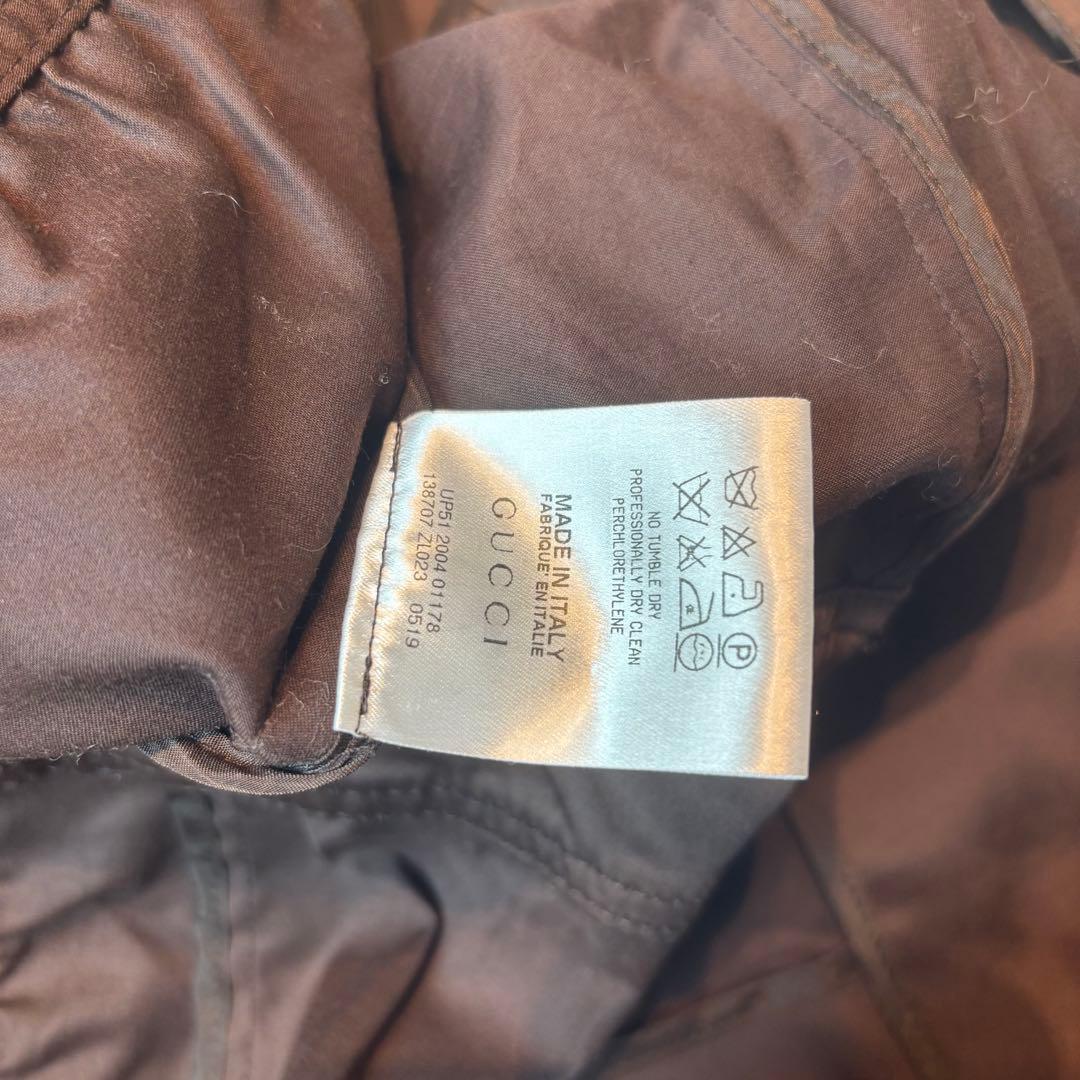 P
NO TUMBLE DRY
PROFESSIONALLY DRY CLEAN
PERCHLORETHYLENE
MADE IN ITALY
FABRIQUE' EN ITALIE
GUCCI
UP51 2004 01178
138707 ZL023 0519